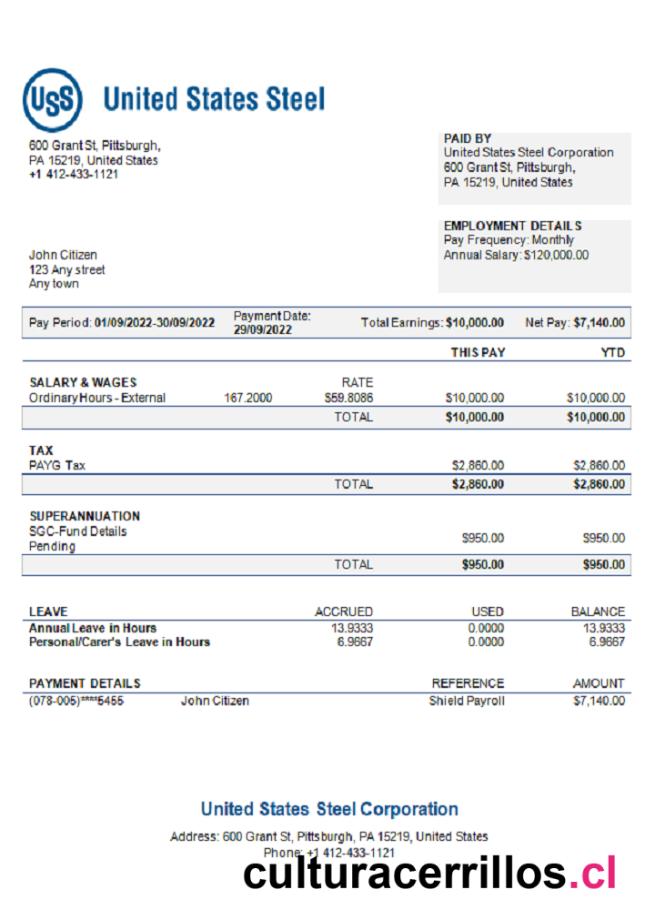 USS United States Steel
600 Grant St, Pittsburgh,
PA 15219, United States
+1 412-433-1121
PAID BY
United States Steel Corporation
600 Grant St, Pittsburgh,
PA 15219, United States
EMPLOYMENT DETAILS
Pay Frequency: Monthly
Annual Salary: $120,000.00
John Citizen
123 Any street
Any town
Pay Period: 01/09/2022-30/09/2022 Payment Date: 29/09/2022 Total Earnings: $10,000.00 Net Pay: $7,140.00
THIS PAY YTD
SALARY & WAGES RATE
Ordinary Hours - External 167.2000 $59.8086 $10,000.00 $10,000.00
TOTAL $10,000.00 $10,000.00
TAX
PAYG Tax $2,860.00 $2,860.00
TOTAL $2,860.00 $2,860.00
SUPERANNUATION
SGC-Fund Details
Pending $950.00 $950.00
TOTAL $950.00 $950.00
LEAVE ACCRUED USED BALANCE
Annual Leave in Hours 13.9333 0.0000 13.9333
Personal/Carer's Leave in Hours 6.9667 0.0000 6.9667
PAYMENT DETAILS REFERENCE AMOUNT
(078-005)****5455 John Citizen Shield Payroll $7,140.00
United States Steel Corporation
Address: 600 Grant St, Pittsburgh, PA 15219, United States
Phone: +1 412-433-1121
culturacerrillos.cl